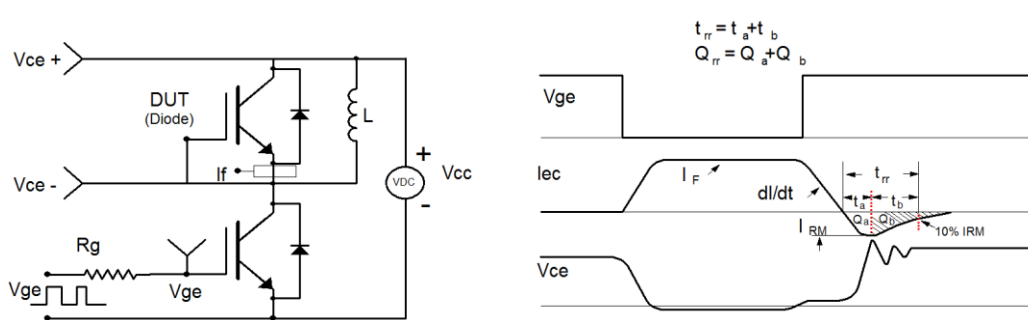 Vce +
DUT
(Diode)
L
+
Vce -
If
VDC
Vcc
-
Rg
Vge
Vge
t rr = t a + t b
Q rr = Q a + Q b
Vge
I F
t rr
Iec
dI/dt
t a
t b
Q a
Q b
I RM
10% IRM
Vce